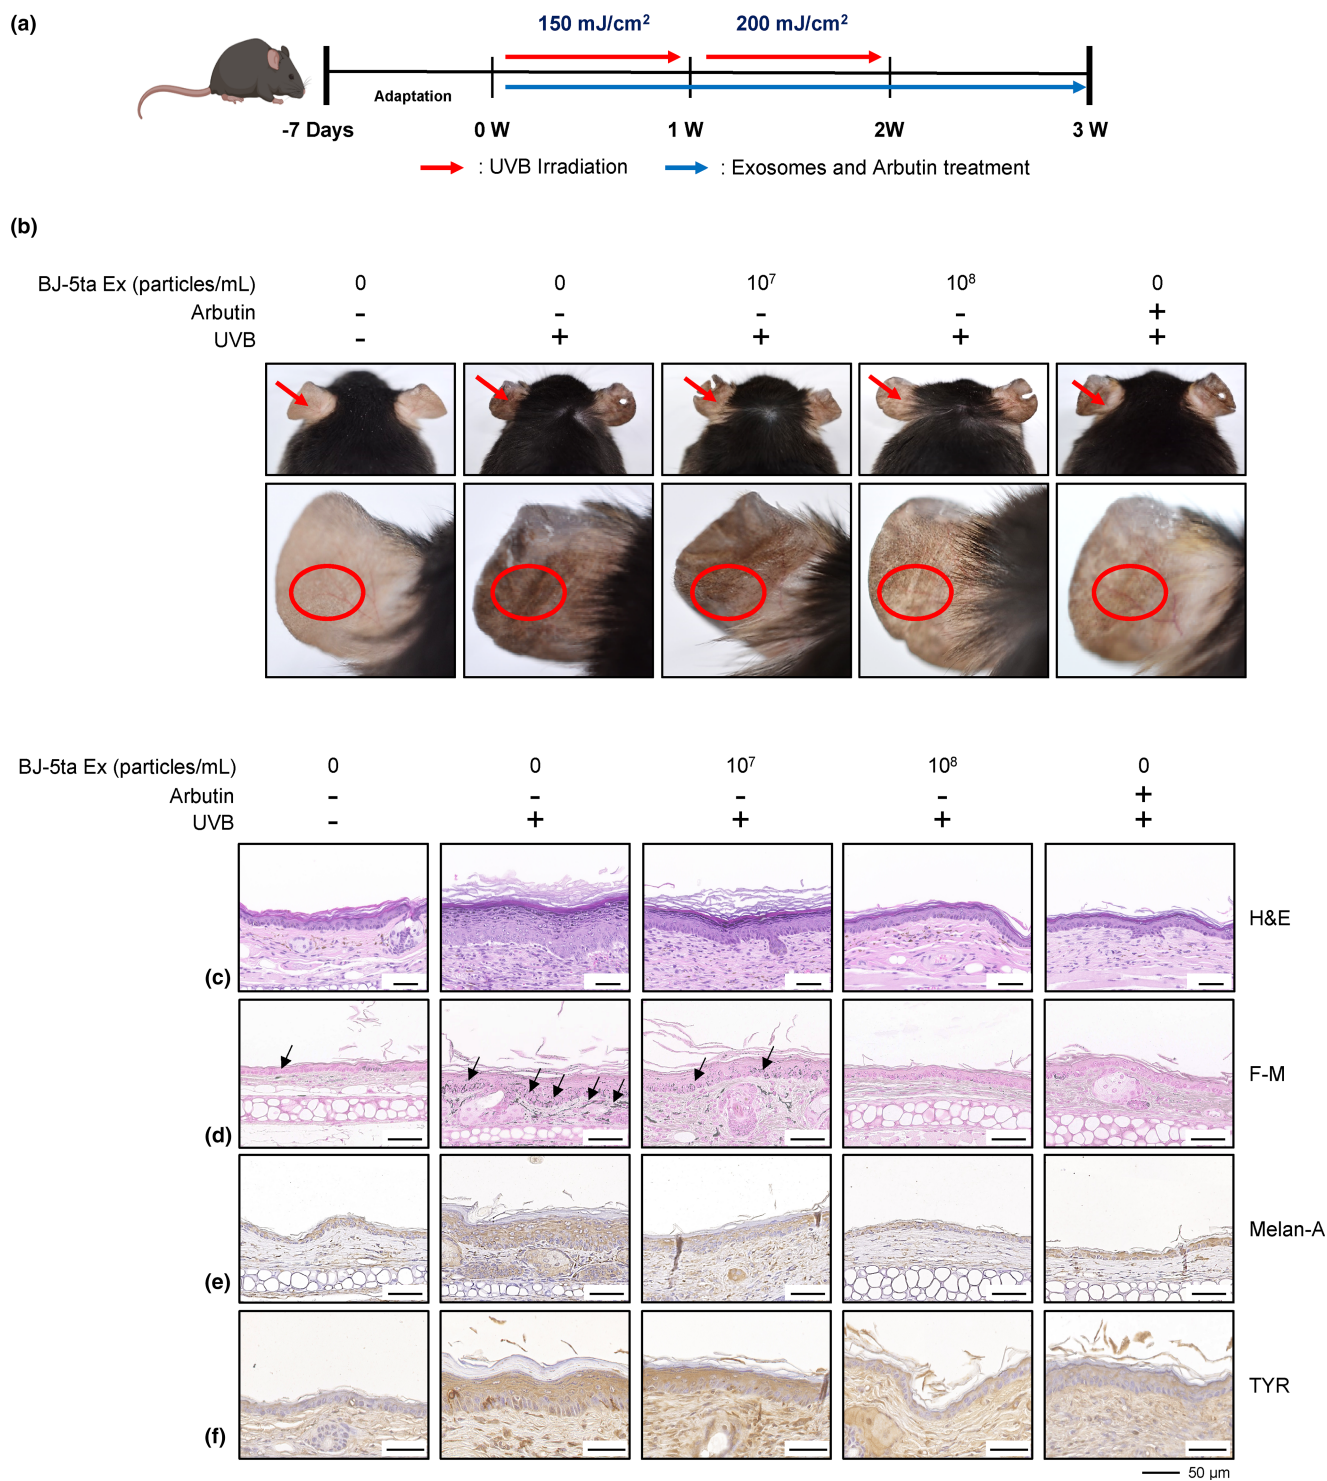 (a)
150 mJ/cm² 200 mJ/cm²
Adaptation
-7 Days 0 W 1 W 2W 3 W
: UVB Irradiation : Exosomes and Arbutin treatment
(b)
BJ-5ta Ex (particles/mL) 0 0 10⁷ 10⁸ 0
Arbutin - - - - +
UVB - + + + +
BJ-5ta Ex (particles/mL) 0 0 10⁷ 10⁸ 0
Arbutin - - - - +
UVB - + + + +
(c) H&E
(d) F-M
(e) Melan-A
(f) TYR
50 µm